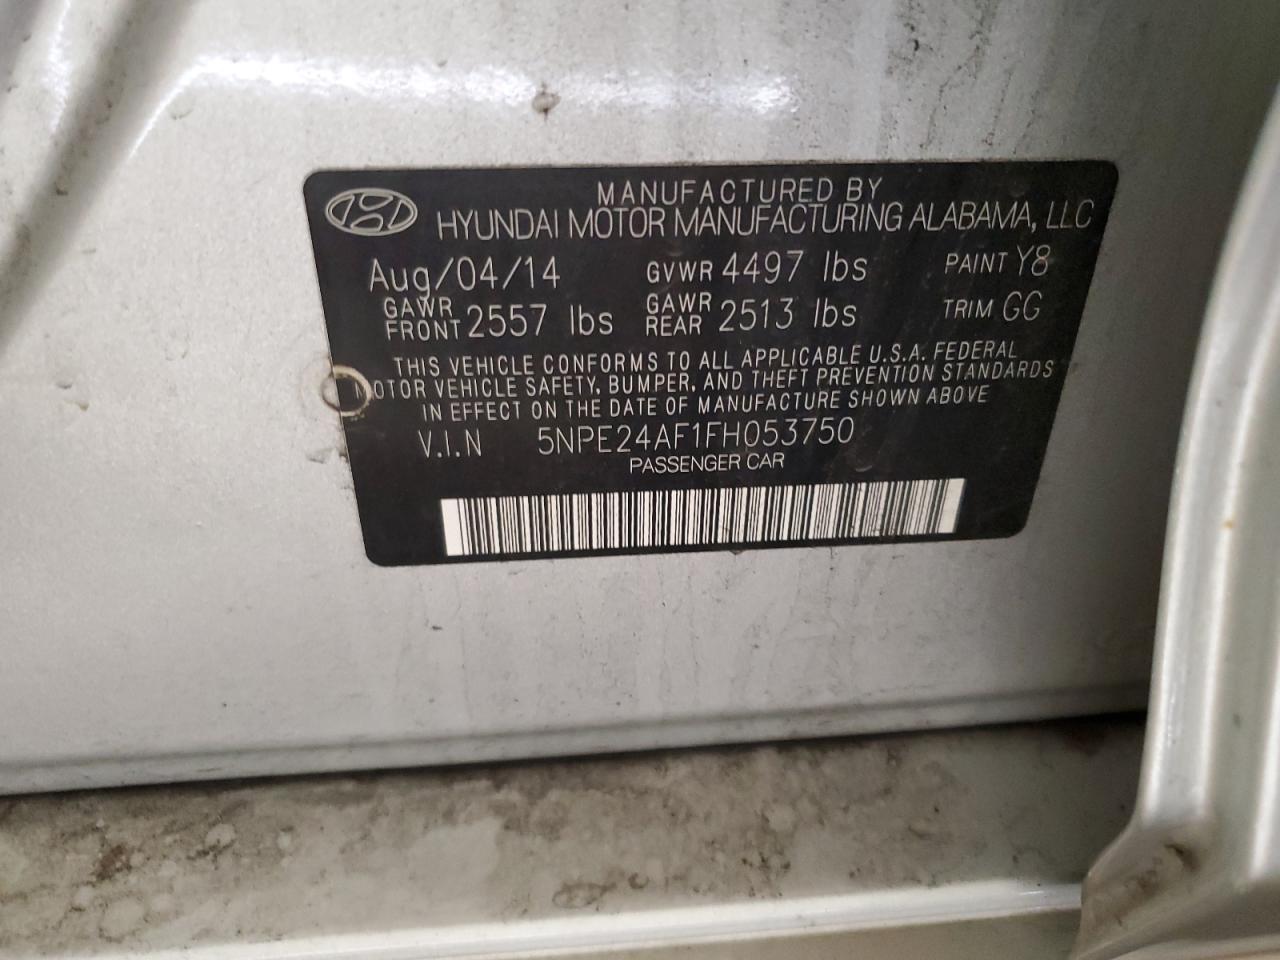 MANUFACTURED BY
HYUNDAI MOTOR MANUFACTURING ALABAMA, LLC
Aug/04/14 GVWR 4497 lbs PAINT Y8
GAWR FRONT 2557 lbs GAWR REAR 2513 lbs TRIM GG
THIS VEHICLE CONFORMS TO ALL APPLICABLE U.S.A. FEDERAL
MOTOR VEHICLE SAFETY, BUMPER, AND THEFT PREVENTION STANDARDS
IN EFFECT ON THE DATE OF MANUFACTURE SHOWN ABOVE
V.I.N 5NPE24AF1FH053750
PASSENGER CAR